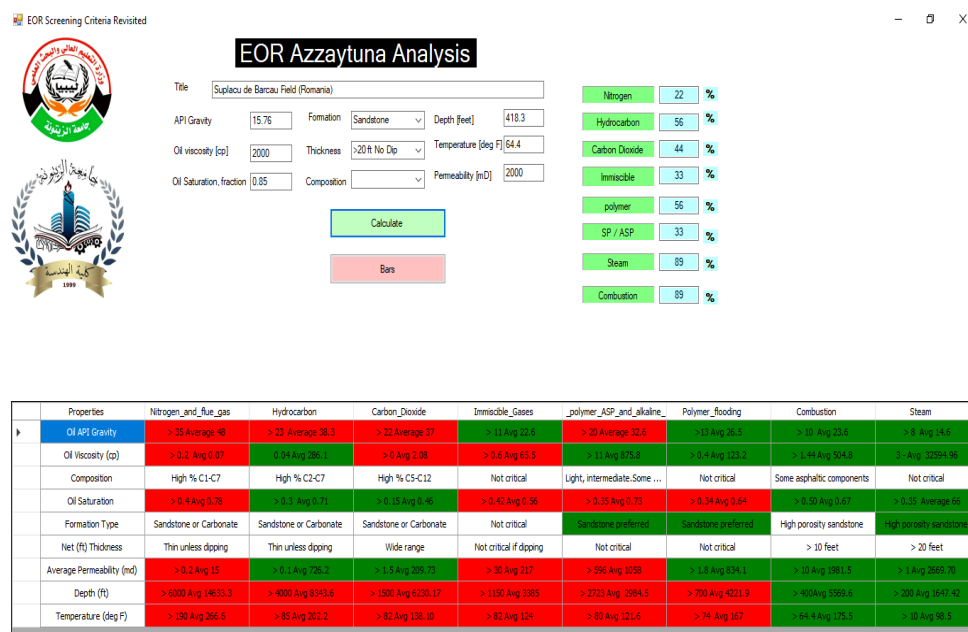 EOR Screening Criteria Revisited
EOR Azzaytuna Analysis
وزارة التعليم العالي والبحث العلمي
ليبيا
جامعة الزيتونة
جامعة الزيتونة
كلية الهندسة
1999
Title Suplacu de Barcau Field (Romania)
API Gravity 15.76 Formation Sandstone Depth [feet] 418.3
Oil viscosity [cp] 2000 Thickness >20 ft No Dip Temperature [deg F] 64.4
Oil Saturation, fraction 0.85 Composition Permeability [mD] 2000
Calculate
Bars
Nitrogen 22 %
Hydrocarbon 56 %
Carbon Dioxide 44 %
Immiscible 33 %
polymer 56 %
SP / ASP 33 %
Steam 89 %
Combustion 89 %
Properties Nitrogen_and_flue_gas Hydrocarbon Carbon_Dioxide Immiscible_Gases _polymer_ASP_and_alkaline_ Polymer_flooding Combustion Steam
Oil API Gravity > 35 Average 48 > 23 Average 38.3 > 22 Average 37 > 11 Avg 22.6 > 20 Average 32.6 >13 Avg 26.5 > 10 Avg 23.6 > 8 Avg 14.6
Oil Viscosity (cp) > 0.2 Avg 0.07 0.04 Avg 286.1 > 0 Avg 2.08 > 0.6 Avg 65.5 > 11 Avg 875.8 > 0.4 Avg 123.2 > 1.44 Avg 504.8 3 - Avg 32594.96
Composition High % C1-C7 High % C2-C7 High % C5-C12 Not critical Light, intermediate.Some ... Not critical Some asphaltic components Not critical
Oil Saturation > 0.4 Avg 0.78 > 0.3 Avg 0.71 > 0.15 Avg 0.46 > 0.42 Avg 0.56 > 0.35 Avg 0.73 > 0.34 Avg 0.64 > 0.50 Avg 0.67 > 0.35 Average 66
Formation Type Sandstone or Carbonate Sandstone or Carbonate Sandstone or Carbonate Not critical Sandstone preferred Sandstone preferred High porosity sandstone High porosity sandstone
Net (ft) Thickness Thin unless dipping Thin unless dipping Wide range Not critical if dipping Not critical Not critical > 10 feet > 20 feet
Average Permeability (md) > 0.2 Avg 15 > 0.1 Avg 726.2 > 1.5 Avg 209.73 > 30 Avg 217 > 596 Avg 1058 > 1.8 Avg 834.1 > 10 Avg 1981.5 > 1 Avg 2669.70
Depth (ft) > 6000 Avg 14633.3 > 4000 Avg 8343.6 > 1500 Avg 6230.17 > 1150 Avg 3385 > 2723 Avg 2984.5 > 700 Avg 4221.9 > 400Avg 5569.6 > 200 Avg 1647.42
Temperature (deg F) > 190 Avg 266.6 > 85 Avg 202.2 > 82 Avg 138.10 > 82 Avg 124 > 80 Avg 121.6 > 74 Avg 167 > 64.4 Avg 175.5 > 10 Avg 98.5